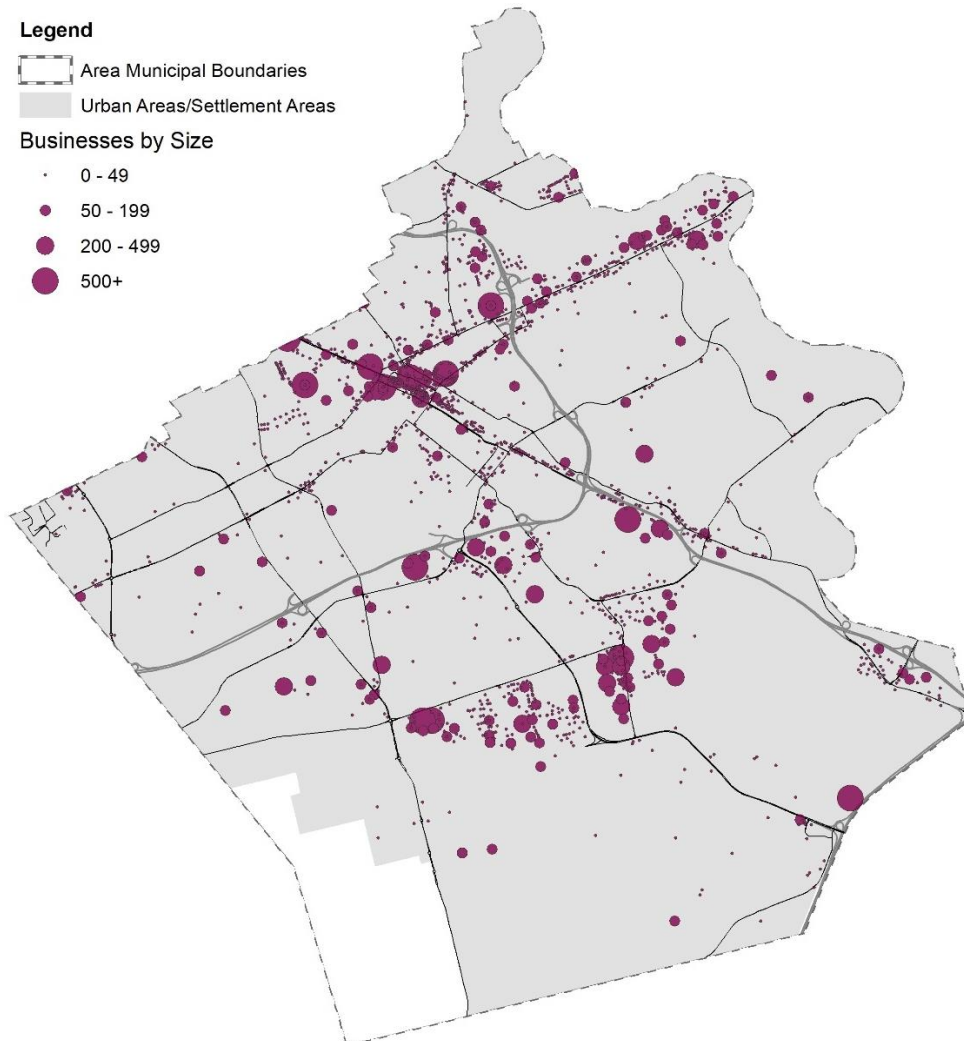 Legend
Area Municipal Boundaries
Urban Areas/Settlement Areas
Businesses by Size
0 - 49
50 - 199
200 - 499
500+